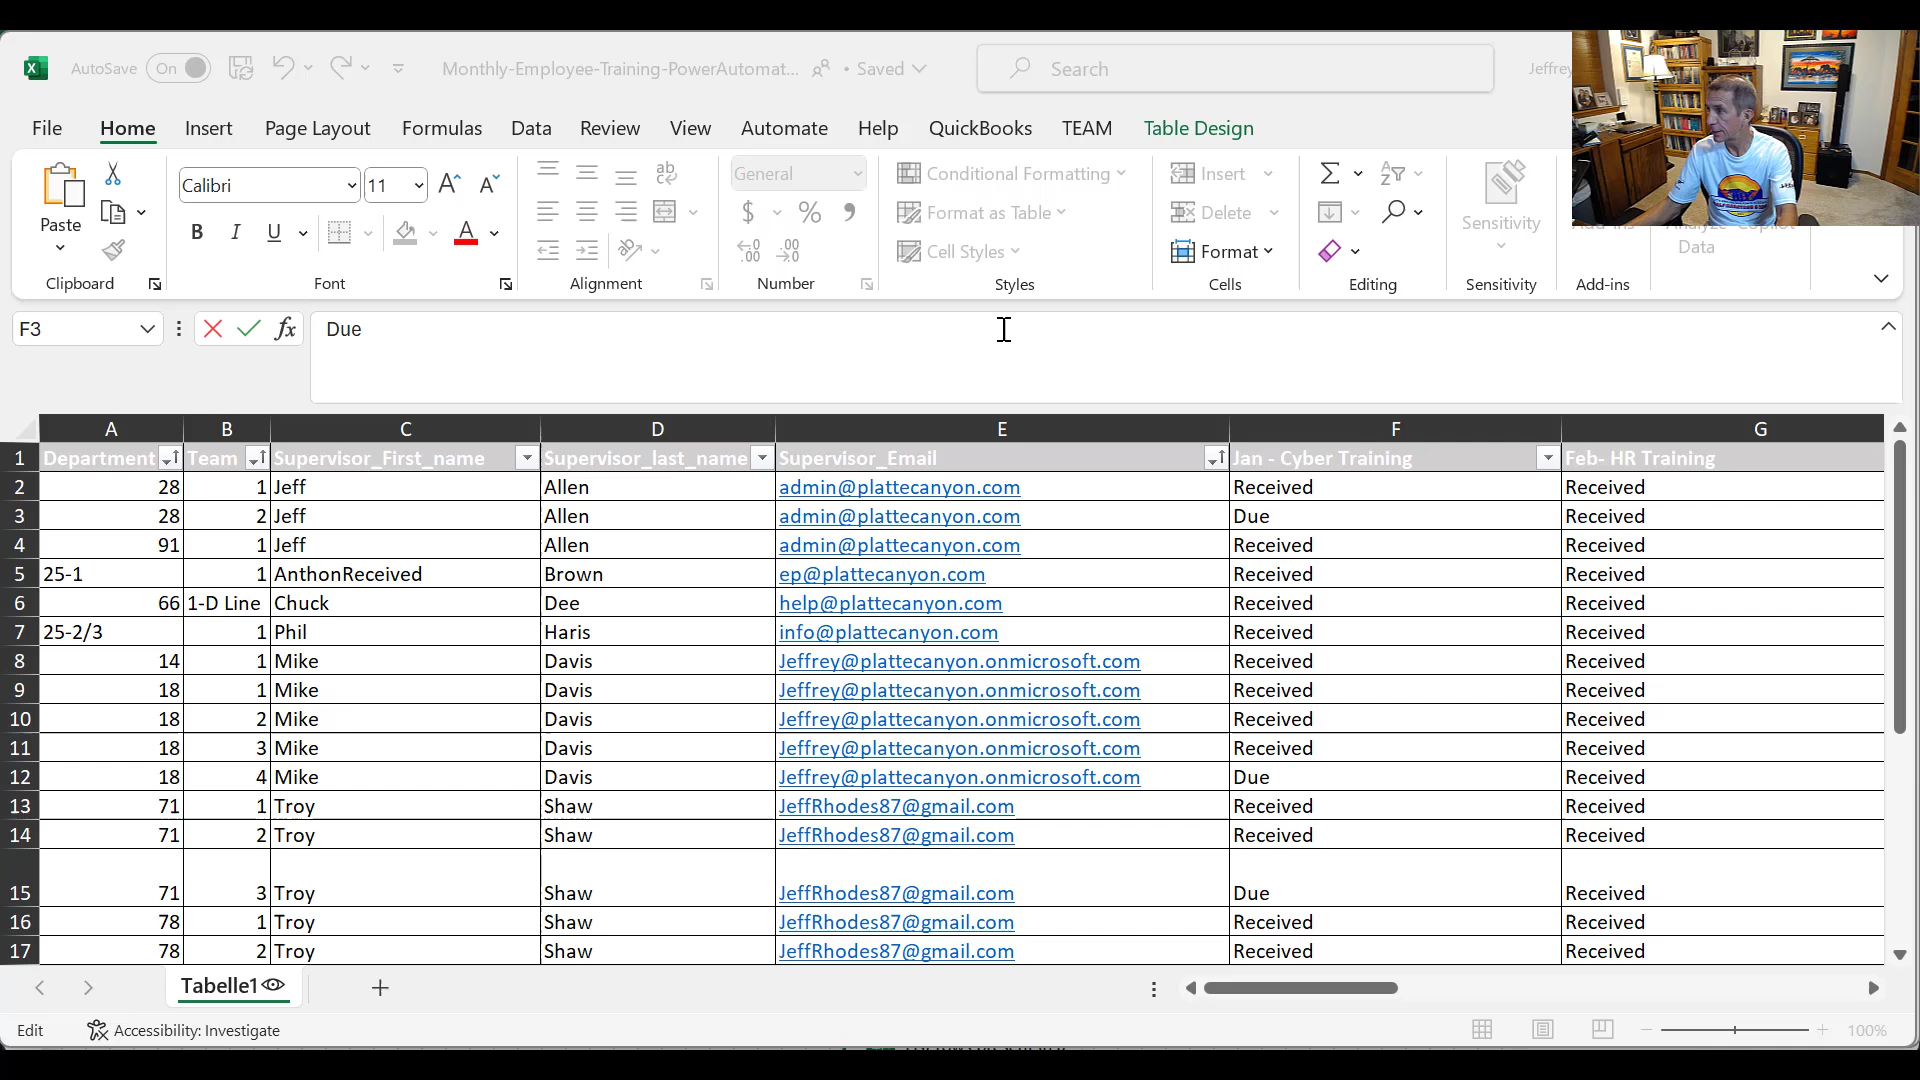 AutoSave On Monthly-Employee-Training-PowerAutomat... • Saved Search Jeffrey
File Home Insert Page Layout Formulas Data Review View Automate Help QuickBooks TEAM Table Design
Paste Calibri 11 General Conditional Formatting Insert
Format as Table Delete Sensitivity
B I U Cell Styles Format Data
Clipboard Font Alignment Number Styles Cells Editing Sensitivity Add-ins
F3 fx Due
A B C D E F G
1 Department Team Supervisor_First_name Supervisor_last_name Supervisor_Email Jan - Cyber Training Feb- HR Training
2 28 1 Jeff Allen admin@plattecanyon.com Received Received
3 28 2 Jeff Allen admin@plattecanyon.com Due Received
4 91 1 Jeff Allen admin@plattecanyon.com Received Received
5 25-1 1 AnthonReceived Brown ep@plattecanyon.com Received Received
6 66 1-D Line Chuck Dee help@plattecanyon.com Received Received
7 25-2/3 1 Phil Haris info@plattecanyon.com Received Received
8 14 1 Mike Davis Jeffrey@plattecanyon.onmicrosoft.com Received Received
9 18 1 Mike Davis Jeffrey@plattecanyon.onmicrosoft.com Received Received
10 18 2 Mike Davis Jeffrey@plattecanyon.onmicrosoft.com Received Received
11 18 3 Mike Davis Jeffrey@plattecanyon.onmicrosoft.com Received Received
12 18 4 Mike Davis Jeffrey@plattecanyon.onmicrosoft.com Due Received
13 71 1 Troy Shaw JeffRhodes87@gmail.com Received Received
14 71 2 Troy Shaw JeffRhodes87@gmail.com Received Received
15 71 3 Troy Shaw JeffRhodes87@gmail.com Due Received
16 78 1 Troy Shaw JeffRhodes87@gmail.com Received Received
17 78 2 Troy Shaw JeffRhodes87@gmail.com Received Received
Tabelle1
Edit Accessibility: Investigate 100%